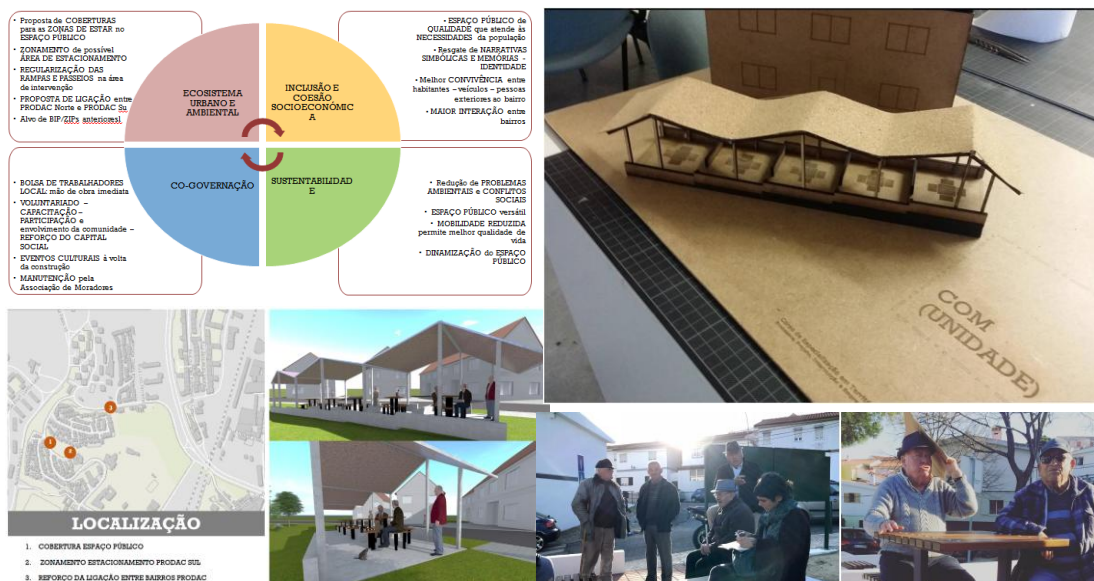 • Proposta de COBERTURAS
para as ZONAS DE ESTAR no
ESPAÇO PÚBLICO
• ZONAMENTO de possível
ÁREA DE ESTACIONAMENTO
• REGULARIZAÇÃO DAS
RAMPAS E PASSEIOS na área
de intervenção
• PROPOSTA DE LIGAÇÃO entre
PRODAC Norte e PRODAC Su
• Alvo de BIP/ZIPs anterioresl
ECOSISTEMA
URBANO E
AMBIENTAL
INCLUSÃO E
COESÃO
SOCIOECONÓMIC
A
• ESPAÇO PÚBLICO de
QUALIDADE que atende às
NECESSIDADES da população
• Resgate de NARRATIVAS
SIMBÓLICAS E MEMÓRIAS -
IDENTIDADE
• Melhor CONVIVÊNCIA entre
habitantes – veículos – pessoas
exteriores ao bairro
• MAIOR INTERAÇÃO entre
bairros
• BOLSA DE TRABALHADORES
LOCAL: mão de obra imediata
• VOLUNTARIADO –
CAPACITAÇÃO –
PARTICIPAÇÃO e
envolvimento da comunidade –
REFORÇO DO CAPITAL
SOCIAL
• EVENTOS CULTURAIS à volta
da construção
• MANUTENÇÃO pela
Associação de Moradores
CO-GOVERNAÇÃO
SUSTENTABILIDAD
E
• Redução de PROBLEMAS
AMBIENTAIS e CONFLITOS
SOCIAIS
• ESPAÇO PÚBLICO versátil
• MOBILIDADE REDUZIDA
permite melhor qualidade de
vida
• DINAMIZAÇÃO do ESPAÇO
PÚBLICO
COM
(UNIDADE)
3
1
LOCALIZAÇÃO
1. COBERTURA ESPAÇO PÚBLICO
2. ZONAMENTO ESTACIONAMENTO PRODAC SUL
3. REFORÇO DA LIGAÇÃO ENTRE BAIRROS PRODAC